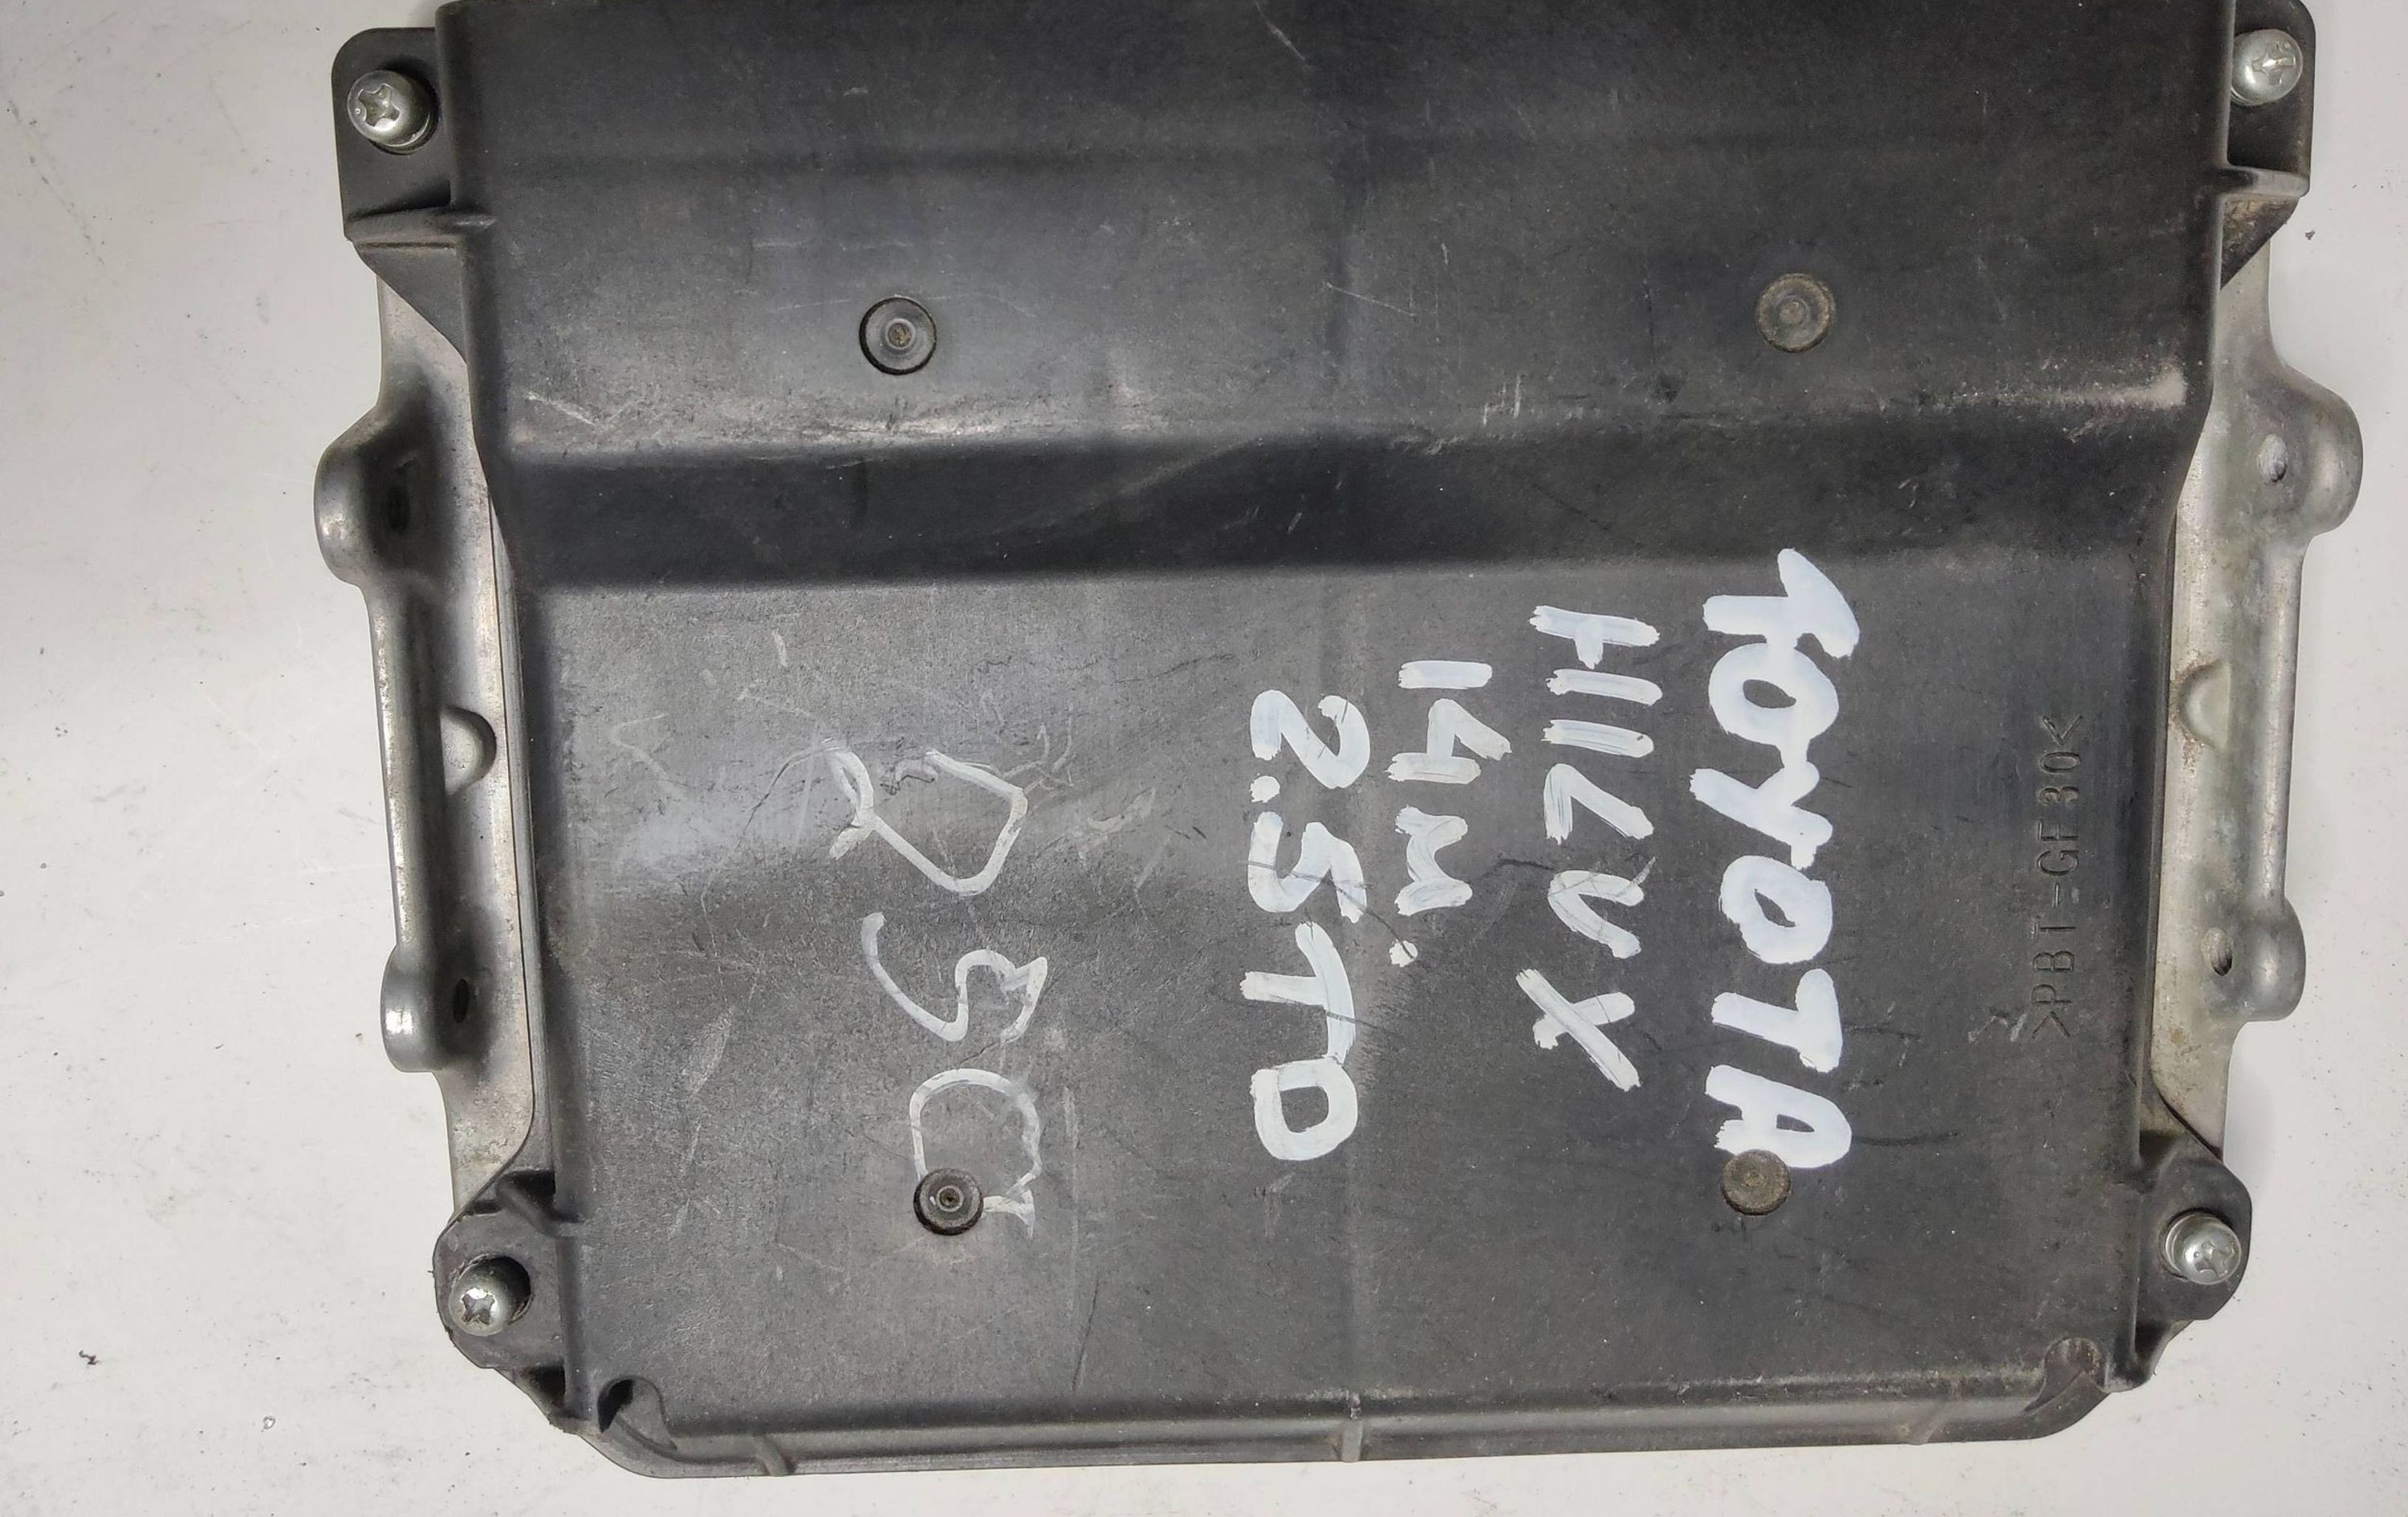 >PBT-GF30<
TOYOTA
HILUX
14m.
2.5TD